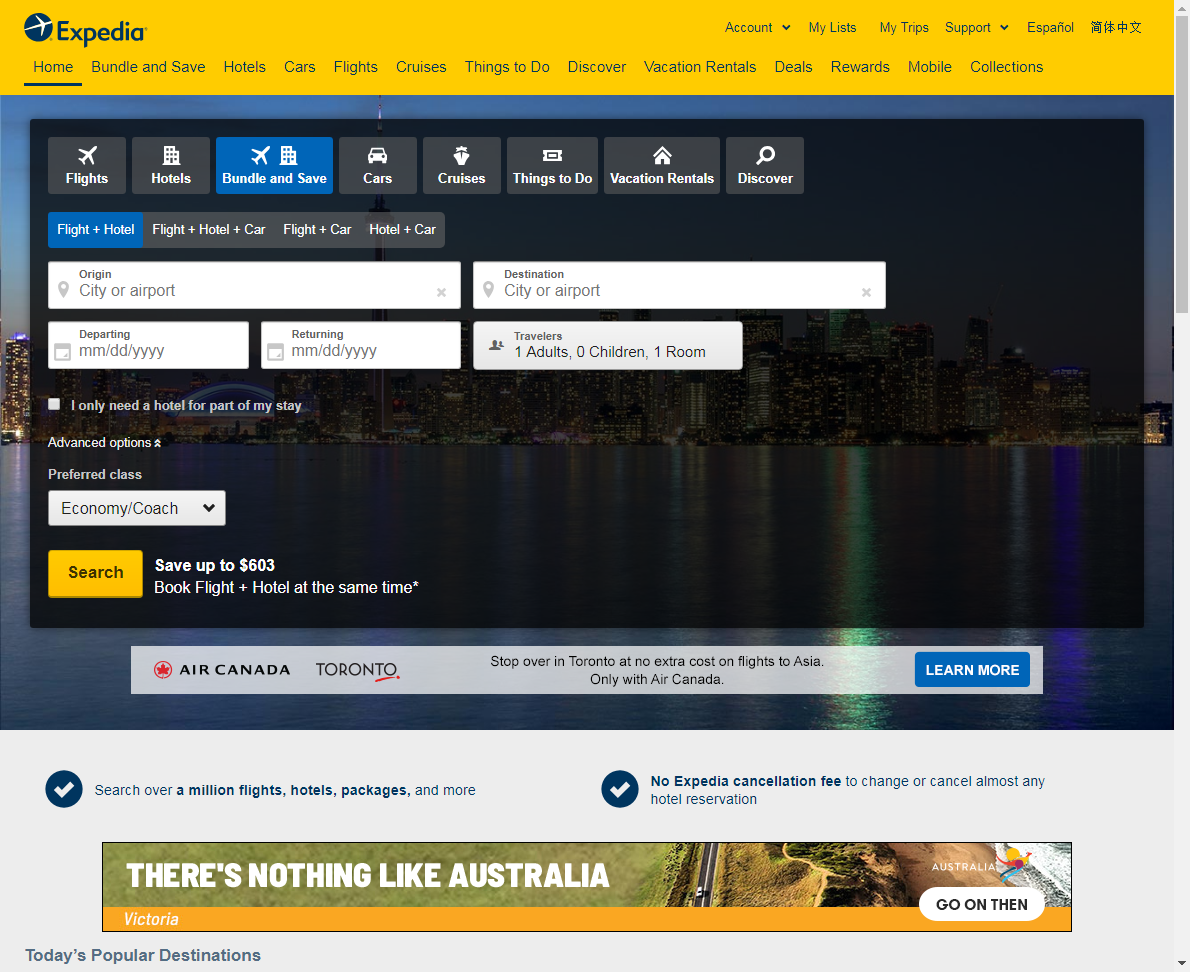 Expedia
Account
My Lists
My Trips
Support
Español
简体中文
Home
Bundle and Save
Hotels
Cars
Flights
Cruises
Things to Do
Discover
Vacation Rentals
Deals
Rewards
Mobile
Collections
Flights
Hotels
Bundle and Save
Cars
Cruises
Things to Do
Vacation Rentals
Discover
Flight + Hotel
Flight + Hotel + Car
Flight + Car
Hotel + Car
Origin
City or airport
Destination
City or airport
Departing
mm/dd/yyyy
Returning
mm/dd/yyyy
Travelers
1 Adults, 0 Children, 1 Room
I only need a hotel for part of my stay
Advanced options
Preferred class
Economy/Coach
Search
Save up to $603
Book Flight + Hotel at the same time*
AIR CANADA
TORONTO
Stop over in Toronto at no extra cost on flights to Asia.
Only with Air Canada.
LEARN MORE
Search over a million flights, hotels, packages, and more
No Expedia cancellation fee to change or cancel almost any
hotel reservation
THERE'S NOTHING LIKE AUSTRALIA
Victoria
AUSTRALIA
GO ON THEN
Today's Popular Destinations